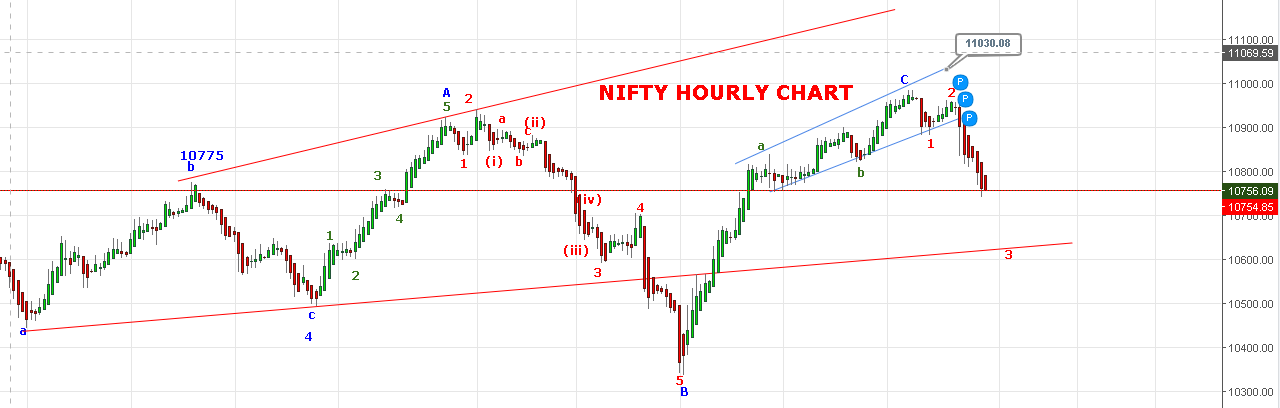 11030.08
NIFTY HOURLY CHART
10775
b
a
c
4
1
2
3
4
A
5
1
2
a
(i)
b
(ii)
c
(iv)
(iii)
3
4
5
B
a
b
C
1
2
P
P
P
3
11100.00
11069.59
11000.00
10900.00
10800.00
10756.09
10754.85
10700.00
10600.00
10500.00
10400.00
10300.00